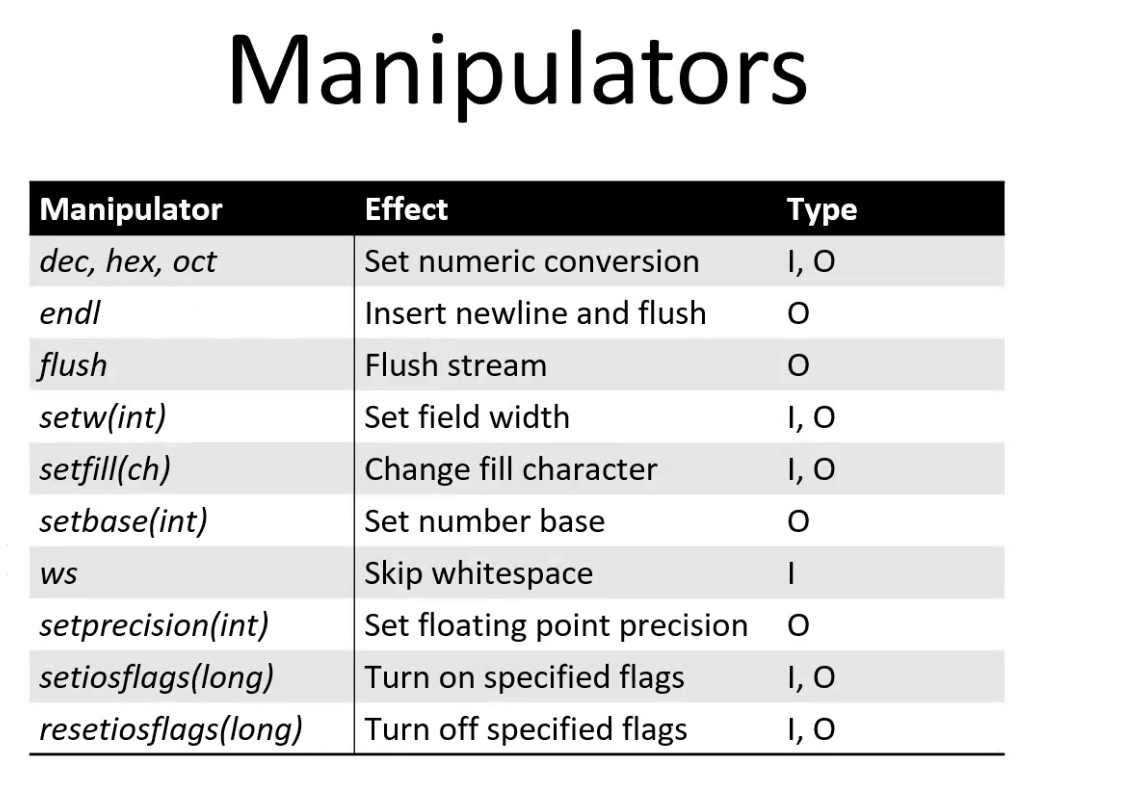 Manipulators
Manipulator Effect Type
dec, hex, oct Set numeric conversion I, O
endl Insert newline and flush O
flush Flush stream O
setw(int) Set field width I, O
setfill(ch) Change fill character I, O
setbase(int) Set number base O
ws Skip whitespace I
setprecision(int) Set floating point precision O
setiosflags(long) Turn on specified flags I, O
resetiosflags(long) Turn off specified flags I, O